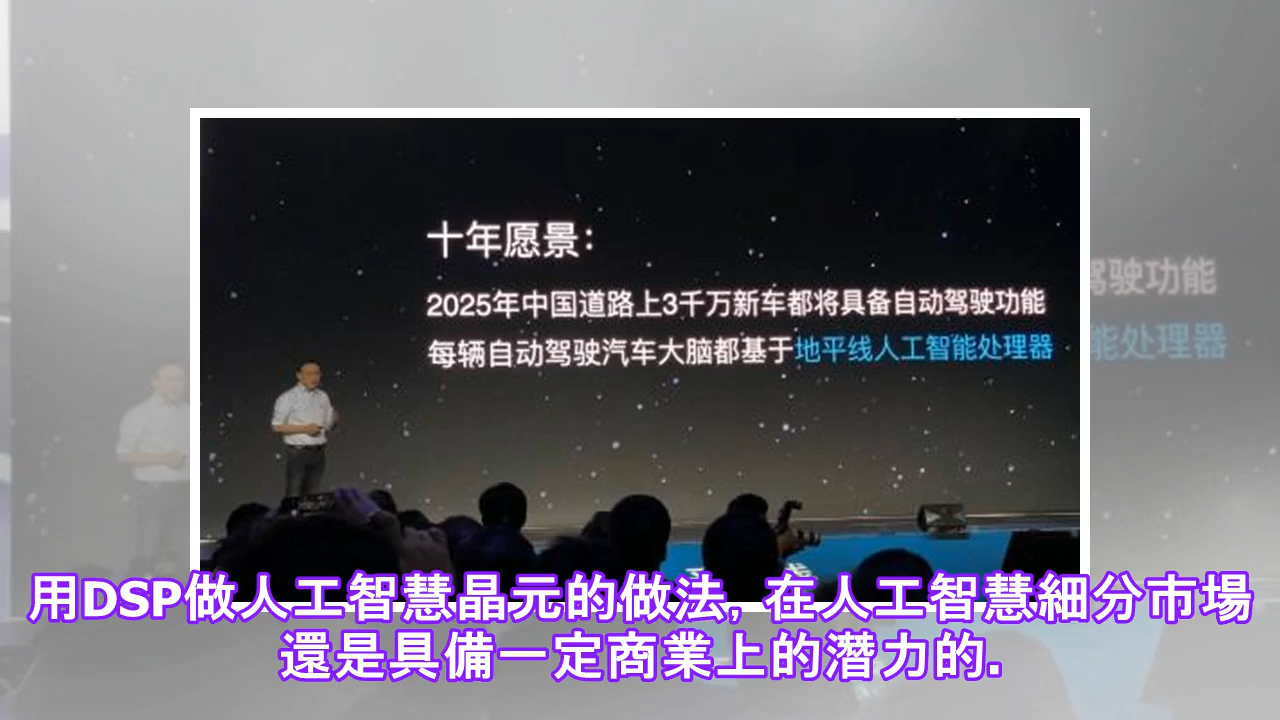 十年愿景:
2025年中国道路上3千万新车都将具备自动驾驶功能
每辆自动驾驶汽车大脑都基于地平线人工智能处理器
驾驶功能
能处理器
用DSP做人工智慧晶元的做法, 在人工智慧細分市場
還是具備一定商業上的潛力的.